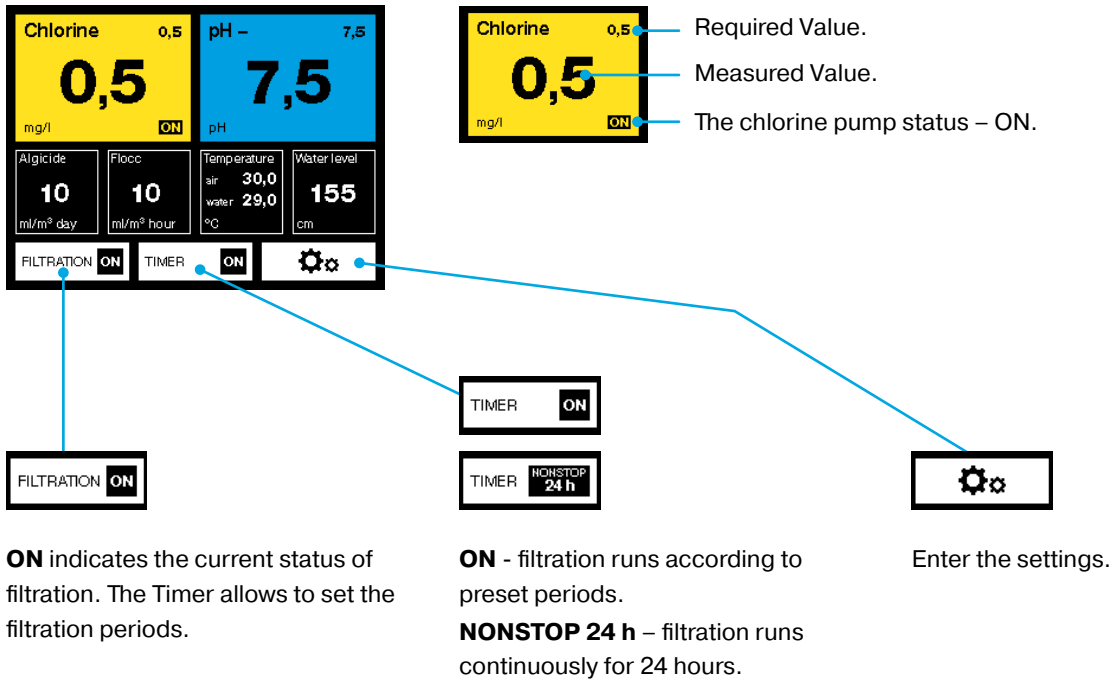 Chlorine 0,5
0,5
mg/l ON
pH – 7,5
7,5
pH
Algicide
10
ml/m³ day
Flocc
10
ml/m³ hour
Temperature
air 30,0
water 29,0
°C
Water level
155
cm
FILTRATION ON
TIMER ON
Chlorine 0,5
0,5
mg/l ON
Required Value.
Measured Value.
The chlorine pump status – ON.
FILTRATION ON
ON indicates the current status of
filtration. The Timer allows to set the
filtration periods.
TIMER ON
TIMER NONSTOP
24 h
ON - filtration runs according to
preset periods.
NONSTOP 24 h – filtration runs
continuously for 24 hours.
Enter the settings.